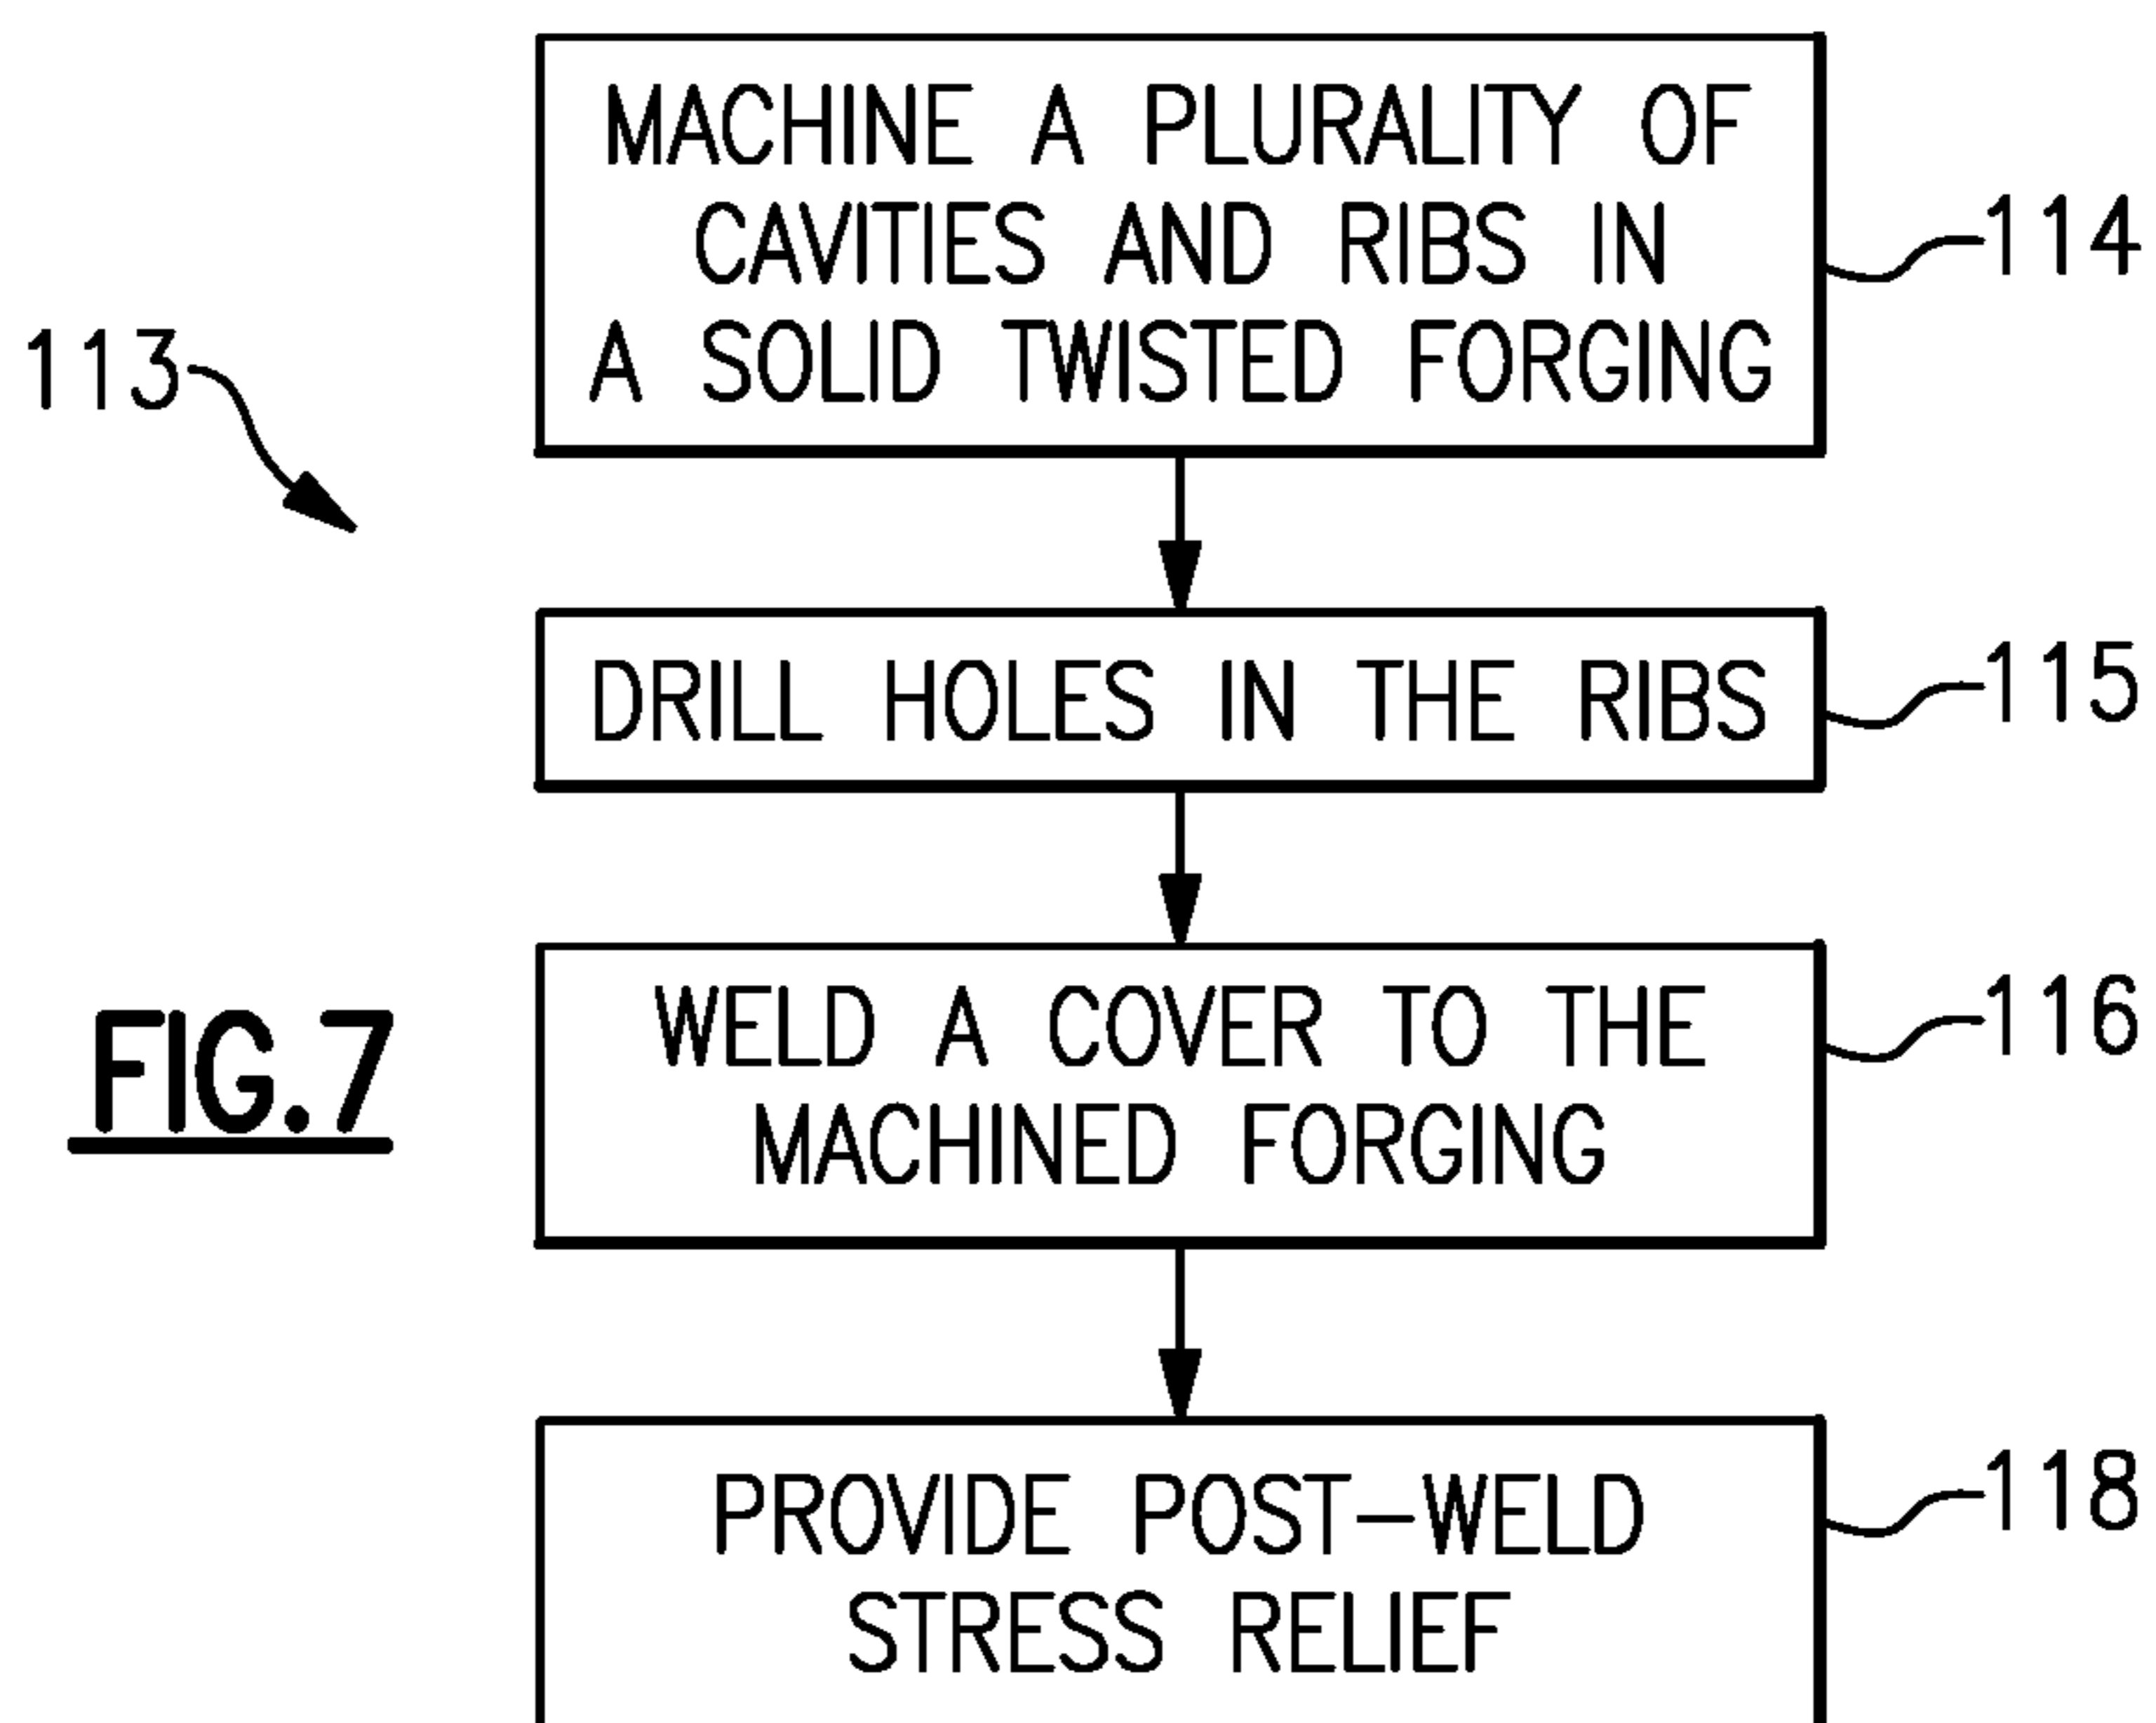 MACHINE A PLURALITY OF
CAVITIES AND RIBS IN
A SOLID TWISTED FORGING
114
113
DRILL HOLES IN THE RIBS
115
WELD A COVER TO THE
MACHINED FORGING
116
FIG.7
PROVIDE POST-WELD
STRESS RELIEF
118